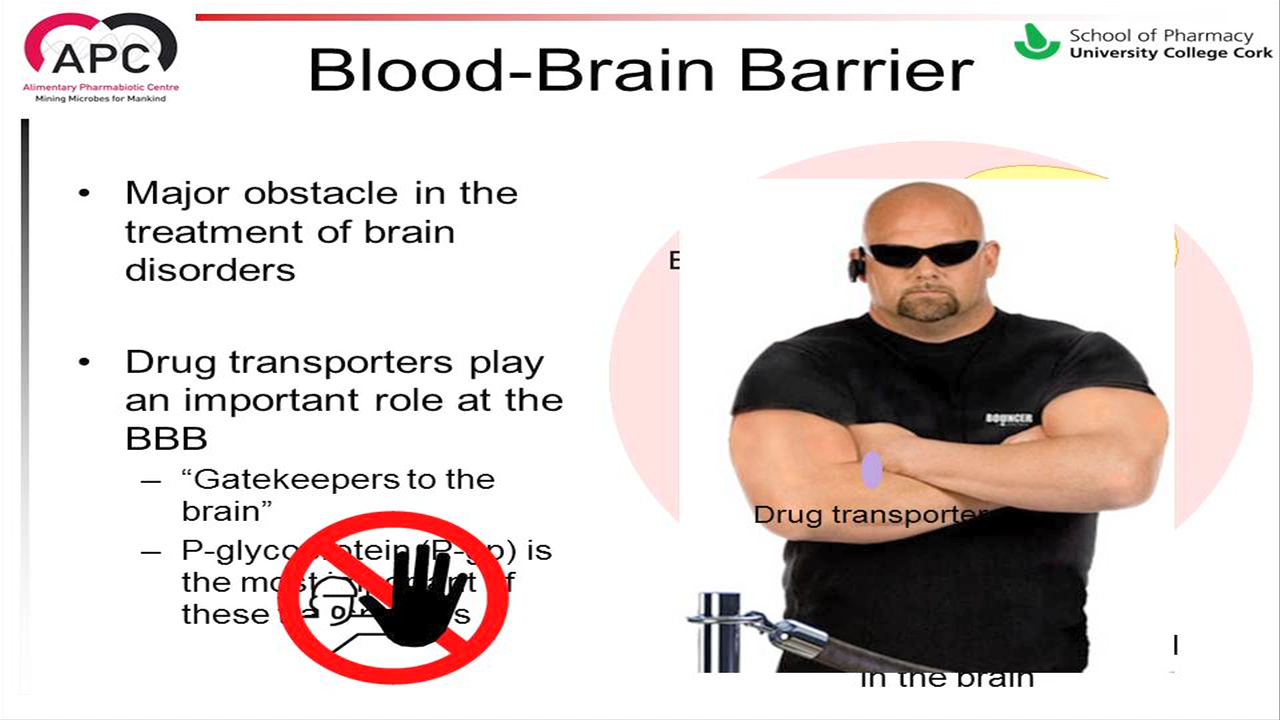 APC
Alimentary Pharmabiotic Centre
Mining Microbes for Mankind
Blood-Brain Barrier
School of Pharmacy
University College Cork
• Major obstacle in the
treatment of brain
disorders
• Drug transporters play
an important role at the
BBB
– “Gatekeepers to the
brain”
– P-glycoprotein (P-gp) is
the most important of
these
BOUNCER
Drug transporter
in the brain